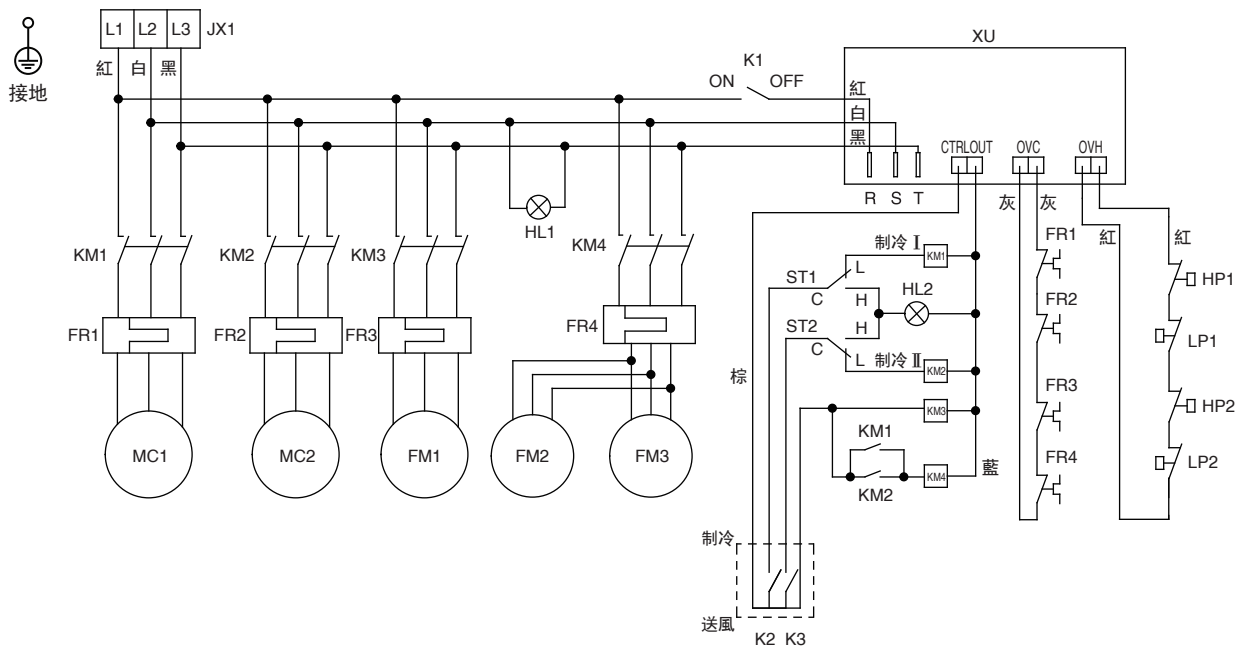 L1 L2 L3 JX1
紅 白 黑
接地
K1
ON OFF
XU
紅
白
黑
R S T
CTRLOUT OVC OVH
灰 灰
紅 紅
HL1
KM1 KM2 KM3 KM4
FR1 FR2 FR3 FR4
MC1 MC2 FM1 FM2 FM3
制冷 I KM1
ST1 C L H
HL2
ST2 C H L
制冷 II KM2
棕
KM3
KM1
KM2
KM4
藍
FR1
FR2
FR3
FR4
HP1
LP1
HP2
LP2
制冷
送風
K2 K3